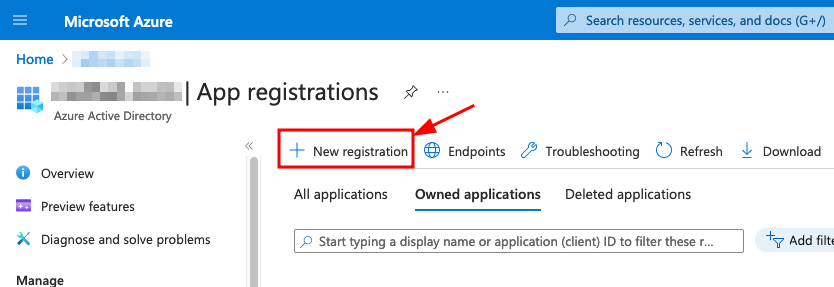 Microsoft Azure
Search resources, services, and docs (G+/)
Home
| App registrations
Azure Active Directory
New registration
Endpoints
Troubleshooting
Refresh
Download
Overview
Preview features
Diagnose and solve problems
Manage
All applications
Owned applications
Deleted applications
Start typing a display name or application (client) ID to filter these r...
Add filte